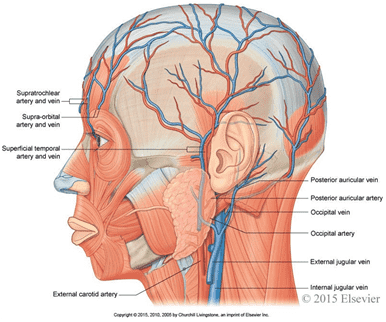 Supratrochlear
artery and vein
Supra-orbital
artery and vein
Superficial temporal
artery and vein
Posterior auricular vein
Posterior auricular artery
Occipital vein
Occipital artery
External jugular vein
External carotid artery
Internal jugular vein
© 2015 Elsevier
Copyright © 2015, 2010, 2005 by Churchill Livingstone, an imprint of Elsevier Inc.